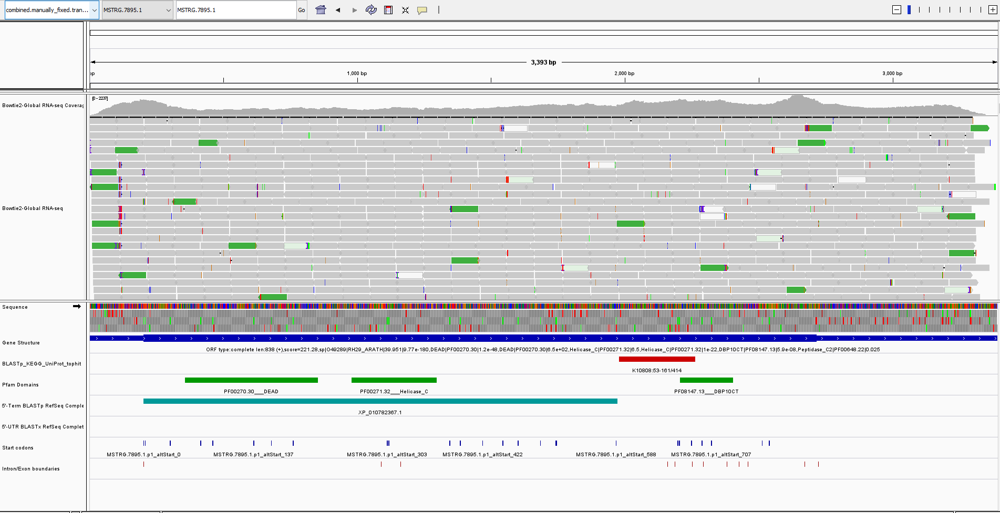 combined.manually_fixed.tran... MSTRG.7895.1 MSTRG.7895.1 Go
3,393 bp
bp 1,000 bp 2,000 bp 3,000 bp
[0 - 2237]
Bowtie2-Global RNA-seq Coverag
Bowtie2-Global RNA-seq
Sequence
Gene Structure
ORF type:complete len:838 (+),score=221.28,sp|O49289|RH29_ARATH|39.951|9.77e-180,DEAD|PF00270.30|1.2e-48,DEAD|PF00270.30|6.5e+02,Helicase_C|PF00271.32|6.5,Helicase_C|PF00271.32|1e-22,DBP10CT|PF08147.13|5.9e-08,Peptidase_C2|PF00648.22|0.025
BLASTp_KEGG_UniProt_tophit
K10808:53-161/414
Pfam Domains
PF00270.30___DEAD PF00271.32___Helicase_C PF08147.13___DBP10CT
5'-Term BLASTp RefSeq Comple
XP_010782367.1
5'-UTR BLASTx RefSeq Complet
Start codons
MSTRG.7895.1.p1_altStart_0 MSTRG.7895.1.p1_altStart_137 MSTRG.7895.1.p1_altStart_303 MSTRG.7895.1.p1_altStart_422 MSTRG.7895.1.p1_altStart_588 MSTRG.7895.1.p1_altStart_707
Intron/Exon boundaries